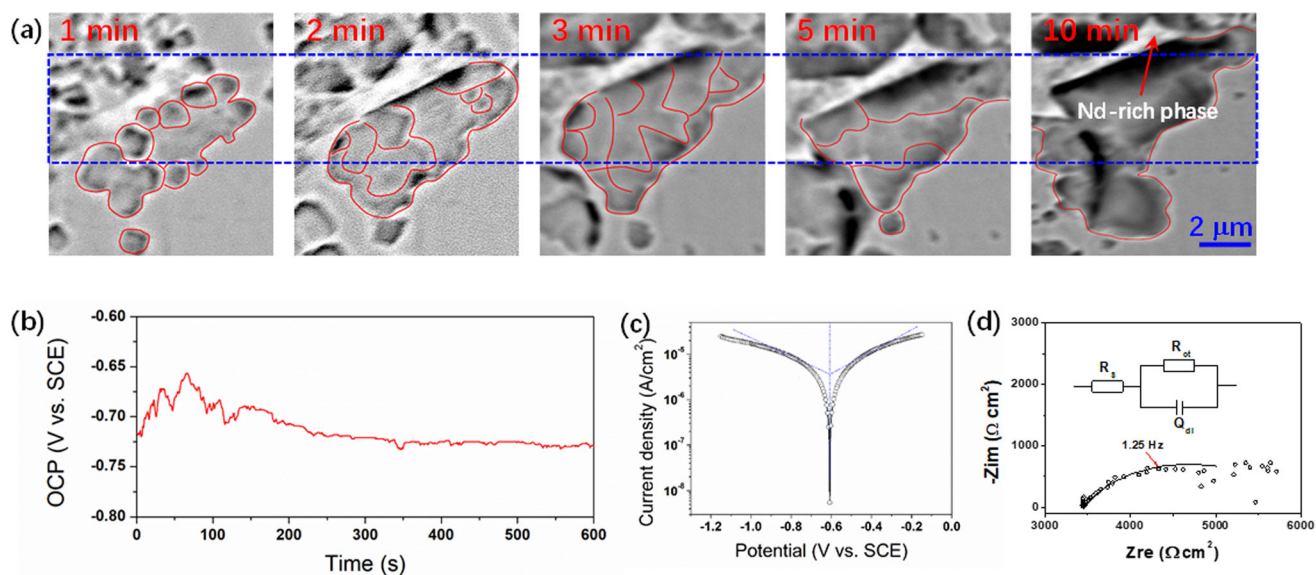 (a)
1 min
2 min
3 min
5 min
10 min
Nd-rich phase
2 μm
(b)
-0.60
-0.65
-0.70
-0.75
-0.80
OCP (V vs. SCE)
0 100 200 300 400 500 600
Time (s)
(c)
10⁻⁵
10⁻⁶
10⁻⁷
10⁻⁸
Current density (A/cm²)
-1.2 -1.0 -0.8 -0.6 -0.4 -0.2 0.0
Potential (V vs. SCE)
(d)
3000
2000
1000
0
-Zim (Ω cm²)
Rs
Rct
Qdl
1.25 Hz
3000 4000 5000 6000
Zre (Ω cm²)